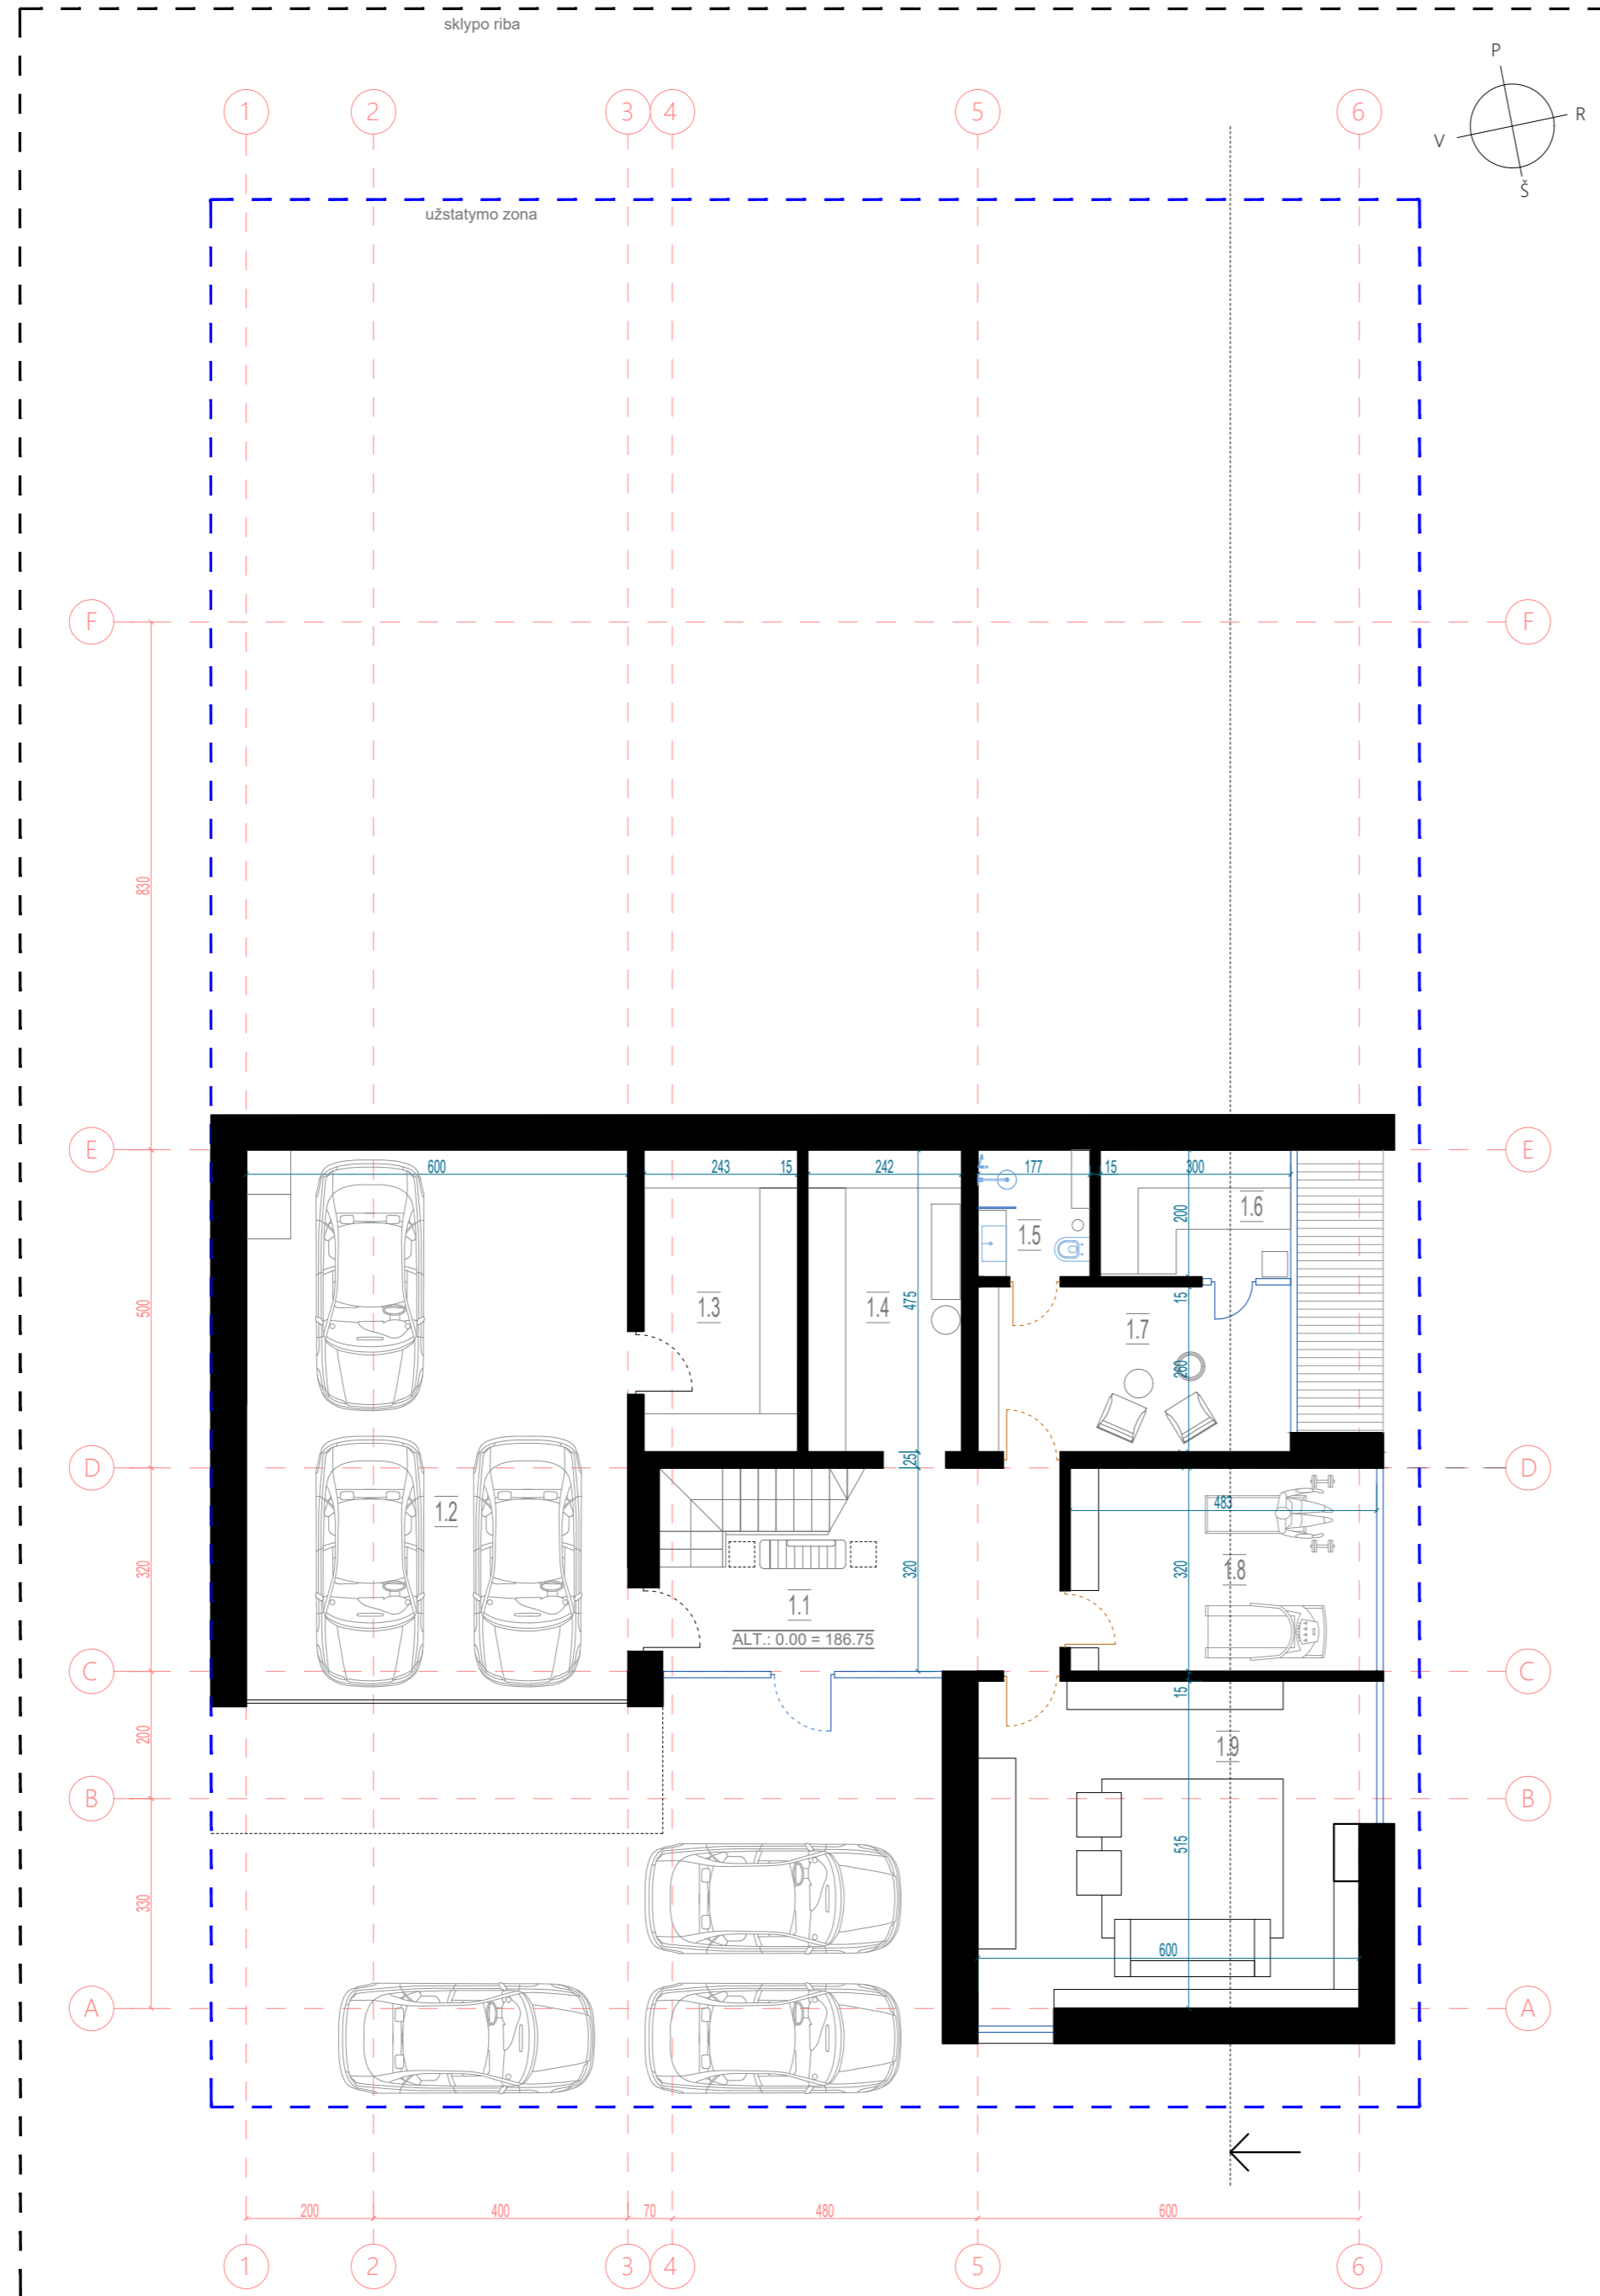 sklypo riba
P
R
V
Š
1 2 3 4 5 6
užstatymo zona
F F
830
E E
600 243 15 242 177 15 300
1.6
200
1.5
475
15
500
1.3 1.4
1.7
260
25
D D
483
1.2
320 320 320
1.8
1.1
ALT.: 0.00 = 186.75
C C
15
200
1.9
B B
515
330
600
A A
200 400 70 480 600
1 2 3 4 5 6